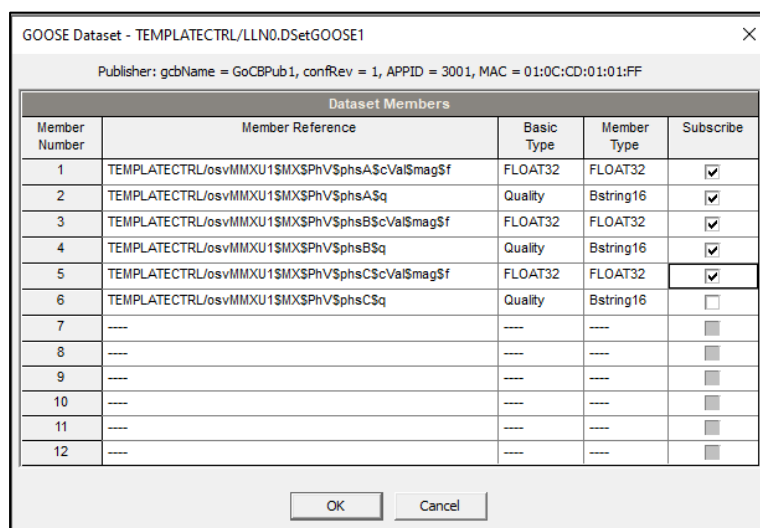 GOOSE Dataset - TEMPLATECTRL/LLN0.DSetGOOSE1
Publisher: gcbName = GoCBPub1, confRev = 1, APPID = 3001, MAC = 01:0C:CD:01:01:FF
Dataset Members
Member Number Member Reference Basic Type Member Type Subscribe
1 TEMPLATECTRL/osvMMXU1$MX$PhV$phsA$cVal$mag$f FLOAT32 FLOAT32
2 TEMPLATECTRL/osvMMXU1$MX$PhV$phsA$q Quality Bstring16
3 TEMPLATECTRL/osvMMXU1$MX$PhV$phsB$cVal$mag$f FLOAT32 FLOAT32
4 TEMPLATECTRL/osvMMXU1$MX$PhV$phsB$q Quality Bstring16
5 TEMPLATECTRL/osvMMXU1$MX$PhV$phsC$cVal$mag$f FLOAT32 FLOAT32
6 TEMPLATECTRL/osvMMXU1$MX$PhV$phsC$q Quality Bstring16
7 ---- ---- ----
8 ---- ---- ----
9 ---- ---- ----
10 ---- ---- ----
11 ---- ---- ----
12 ---- ---- ----
OK Cancel